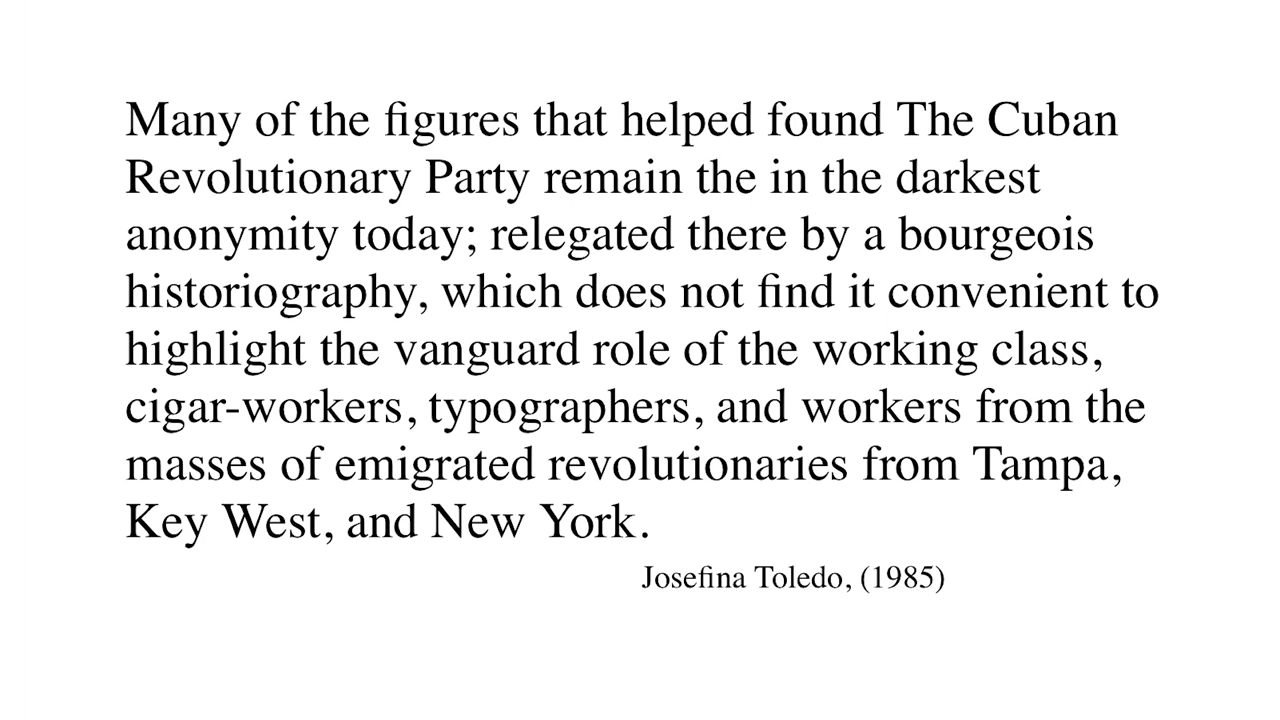 Many of the figures that helped found The Cuban
Revolutionary Party remain the in the darkest
anonymity today; relegated there by a bourgeois
historiography, which does not find it convenient to
highlight the vanguard role of the working class,
cigar-workers, typographers, and workers from the
masses of emigrated revolutionaries from Tampa,
Key West, and New York.
Josefina Toledo, (1985)